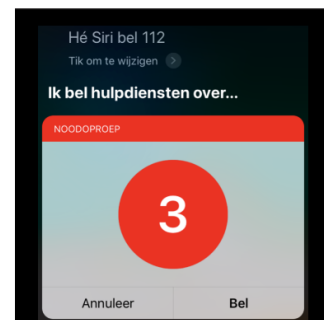 Hé Siri bel 112
Tik om te wijzigen
Ik bel hulpdiensten over...
NOODOPROEP
3
Annuleer Bel